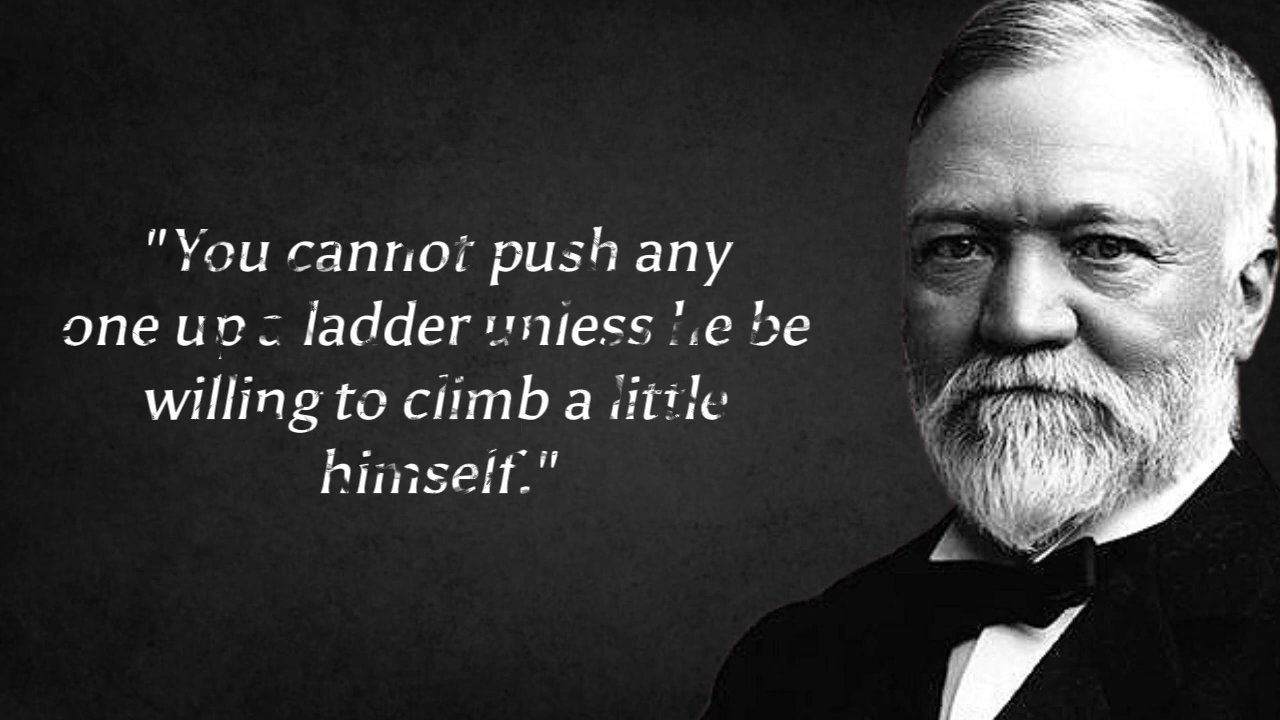 "You cannot push any
one up a ladder unless he be
willing to climb a little
himself."